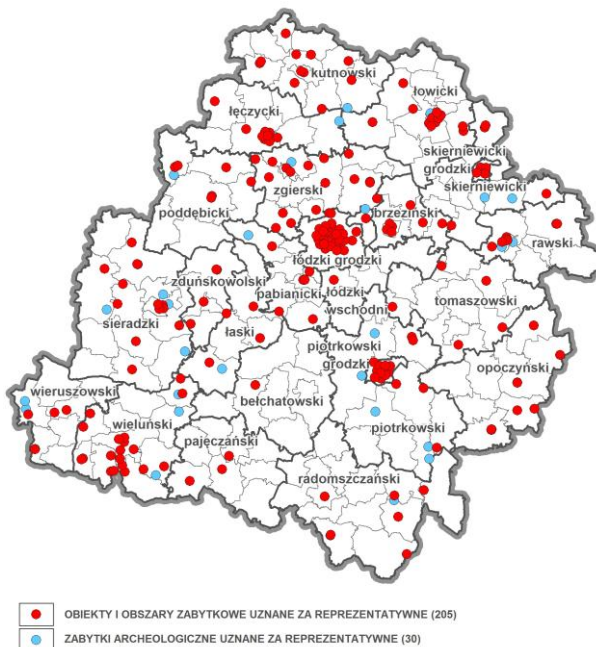 kutnowski
łowicki
łęczycki
skierniewicki
grodzki
skierniewicki
zgierski
poddębicki
brzeziński
rawski
łódzki grodzki
zduńskowolski
pabianicki
łódzki
wschodni
tomaszowski
sieradzki
łaski
piotrkowski
grodzki
opoczyński
wieruszowski
bełchatowski
wieluński
pajęczański
piotrkowski
radomszczański
OBIEKTY I OBSZARY ZABYTKOWE UZNANE ZA REPREZENTATYWNE (205)
ZABYTKI ARCHEOLOGICZNE UZNANE ZA REPREZENTATYWNE (30)